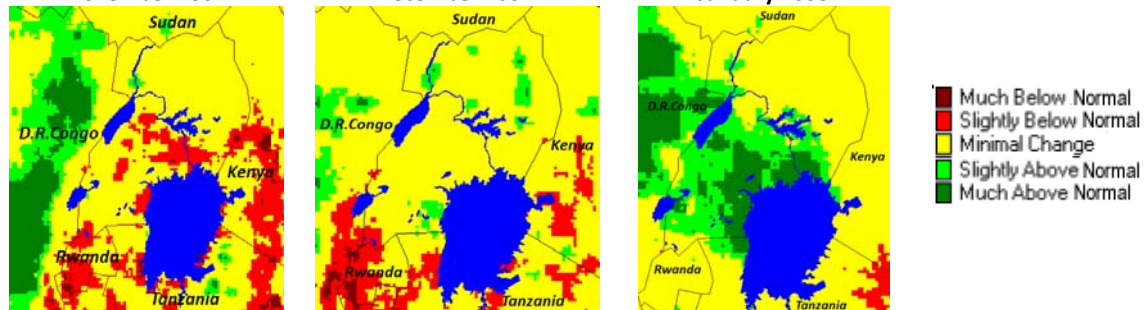 Sudan
D.R.Congo
Kenya
Rwanda
Tanzania
Sudan
D.R.Congo
Kenya
Rwanda
Tanzania
Sudan
D.R.Congo
Kenya
Rwanda
Tanzania
Much Below Normal
Slightly Below Normal
Minimal Change
Slightly Above Normal
Much Above Normal